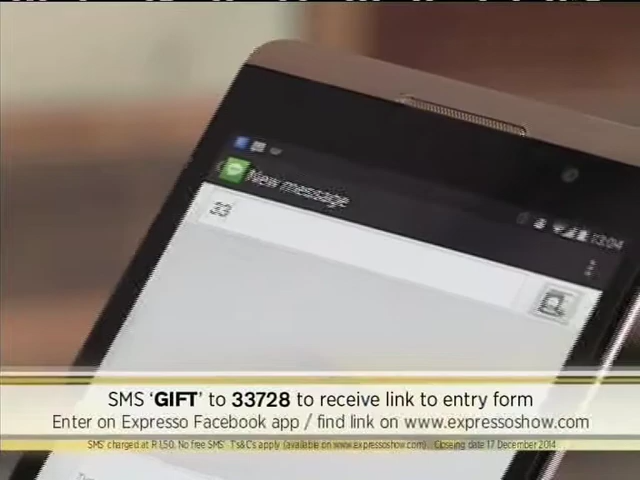 New message
13:04
33
SMS 'GIFT' to 33728 to receive link to entry form
Enter on Expresso Facebook app / find link on www.expressoshow.com
SMS' charged at R1,50. No free SMS' T's&C's apply (available on www.expressoshow.com). Closing date 17 December 2014